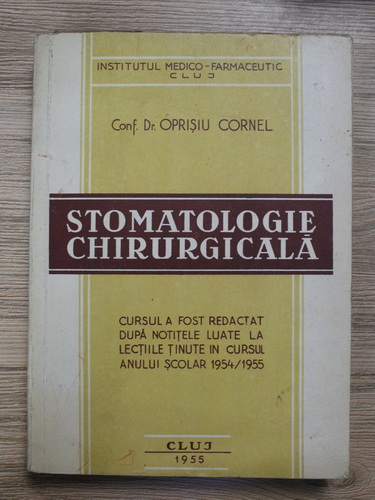 INSTITUTUL MEDICO-FARMACEUTIC
CLUJ
Conf. Dr. OPRIȘIU CORNEL
STOMATOLOGIE
CHIRURGICALĂ
CURSUL A FOST REDACTAT
DUPĂ NOTIȚELE LUATE LA
LECȚIILE ȚINUTE IN CURSUL
ANULUI ȘCOLAR 1954/1955
CLUJ
1955